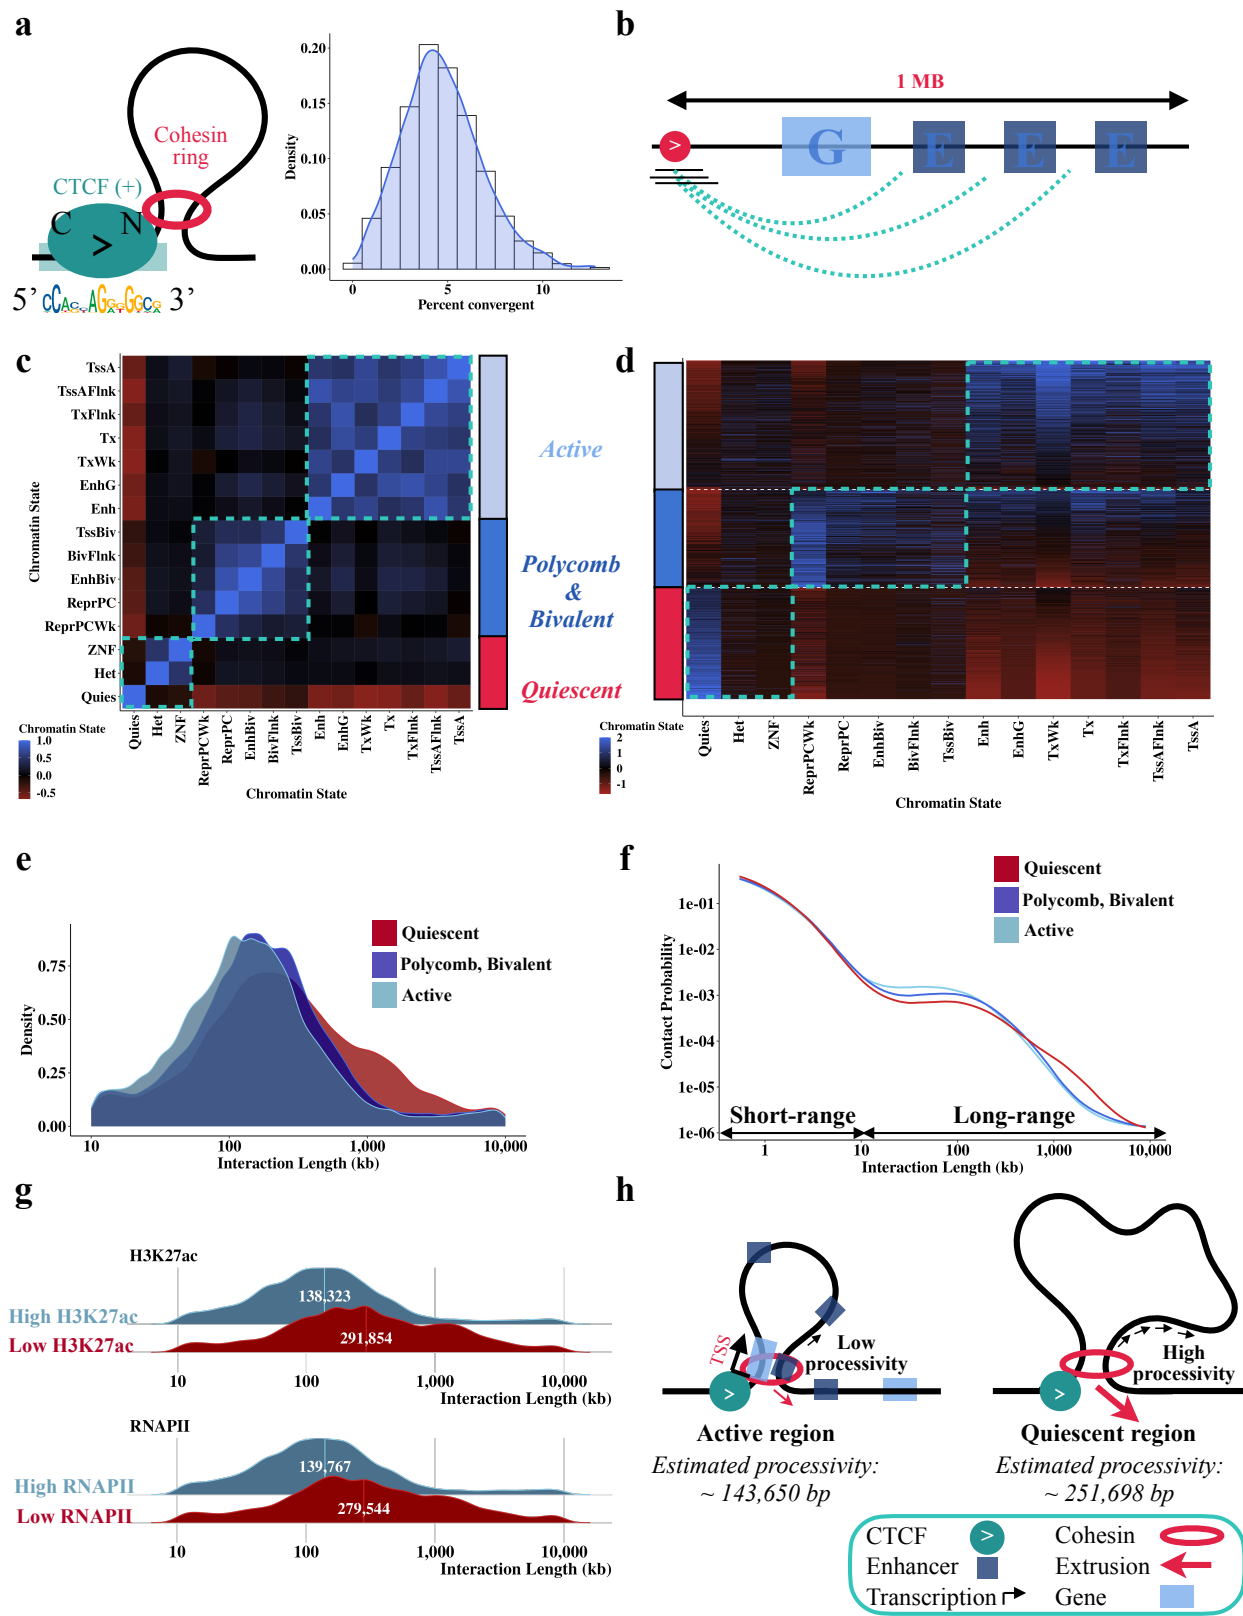 a
Cohesin
ring
CTCF (+)
C
N
>
5’
3’
0.20
0.15
0.10
0.05
0.00
Density
0
5
10
Percent convergent
b
1 MB
>
G
E
E
E
c
TssA
TssAFlnk
TxFlnk
Tx
TxWk
EnhG
Enh
TssBiv
BivFlnk
EnhBiv
ReprPC
ReprPCWk
ZNF
Het
Quies
Chromatin State
Active
Polycomb
&
Bivalent
Quiescent
Chromatin State
1.0
0.5
0.0
-0.5
Quies
Het
ZNF
ReprPCWk
ReprPC
EnhBiv
BivFlnk
TssBiv
Enh
EnhG
TxWk
Tx
TxFlnk
TssAFlnk
TssA
Chromatin State
d
Chromatin State
2
1
0
-1
Quies
Het
ZNF
ReprPCWk
ReprPC
EnhBiv
BivFlnk
TssBiv
Enh
EnhG
TxWk
Tx
TxFlnk
TssAFlnk
TssA
Chromatin State
e
Quiescent
Polycomb, Bivalent
Active
0.75
0.50
0.25
0.00
Density
10
100
1,000
10,000
Interaction Length (kb)
f
Quiescent
Polycomb, Bivalent
Active
1e-01
1e-02
1e-03
1e-04
1e-05
1e-06
Contact Probability
Short-range
Long-range
1
10
100
1,000
10,000
Interaction Length (kb)
g
H3K27ac
High H3K27ac
138,323
Low H3K27ac
291,854
10
100
1,000
10,000
Interaction Length (kb)
RNAPII
High RNAPII
139,767
Low RNAPII
279,544
10
100
1,000
10,000
Interaction Length (kb)
h
TSS
Low
processivity
>
Active region
Estimated processivity:
~ 143,650 bp
High
processivity
>
Quiescent region
Estimated processivity:
~ 251,698 bp
CTCF
>
Cohesin
Enhancer
Extrusion
Transcription
Gene